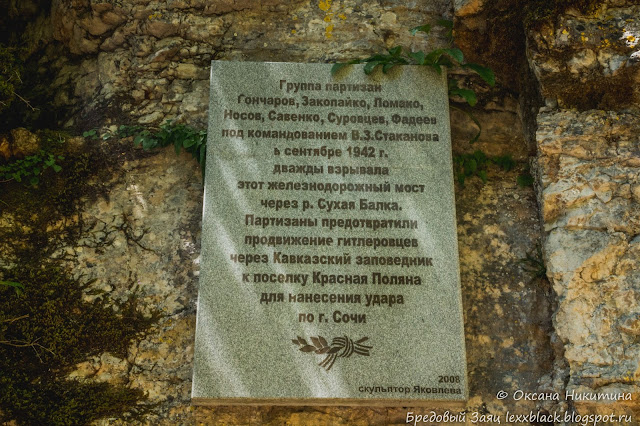 Группа партизан
Гончаров, Закопайко, Ломако,
Носов, Савенко, Суровцев, Фадеев
под командованием В.З.Стаканова
в сентябре 1942 г.
дважды взрывала
этот железнодорожный мост
через р. Сухая Балка.
Партизаны предотвратили
продвижение гитлеровцев
через Кавказский заповедник
к поселку Красная Поляна
для нанесения удара
по г. Сочи
2008
скульптор Яковлева
© Оксана Никитина
Бредовый Заяц lexxblack.blogspot.ru